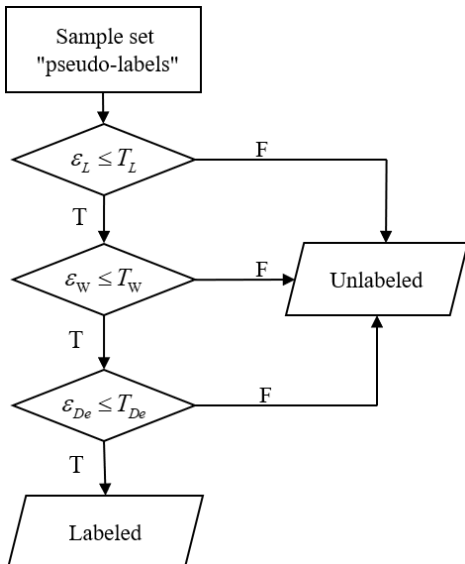 Sample set
"pseudo-labels"
ε_L ≤ T_L
F
T
ε_W ≤ T_W
F
Unlabeled
T
ε_De ≤ T_De
F
T
Labeled